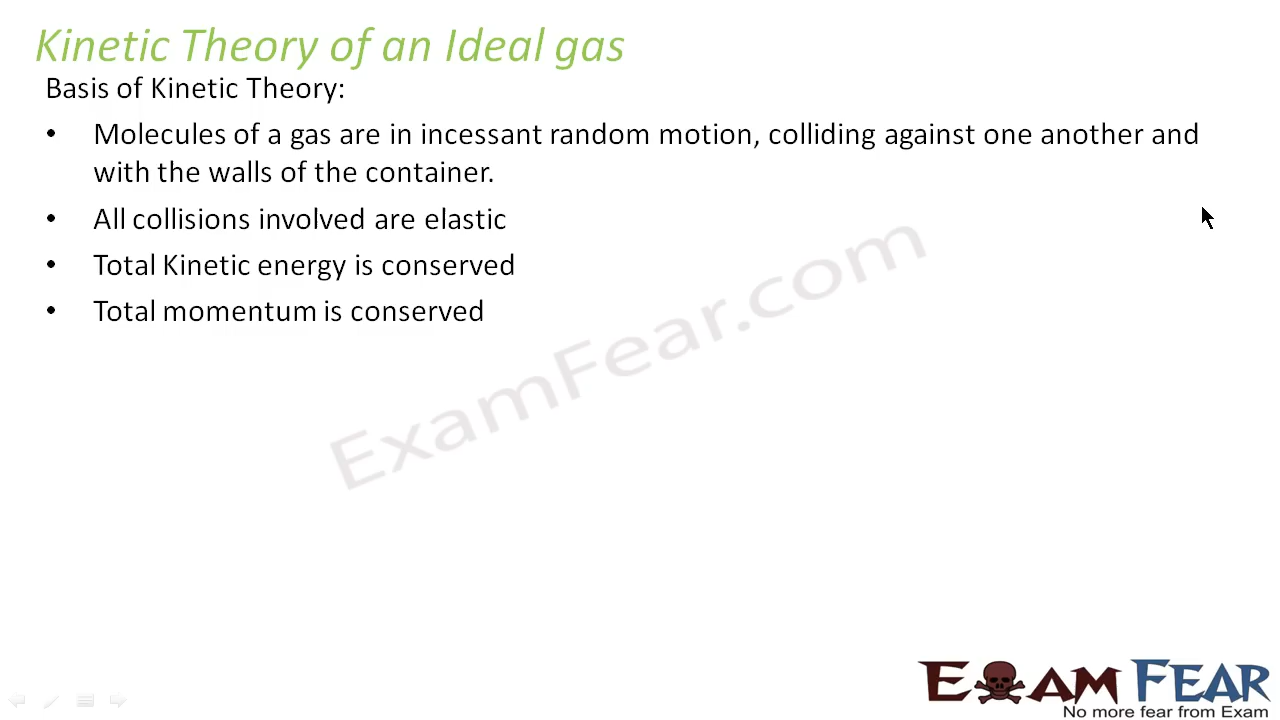 Kinetic Theory of an Ideal gas
Basis of Kinetic Theory:
• Molecules of a gas are in incessant random motion, colliding against one another and
with the walls of the container.
• All collisions involved are elastic
• Total Kinetic energy is conserved
• Total momentum is conserved
ExamFear.com
EXAM FEAR
No more fear from Exam